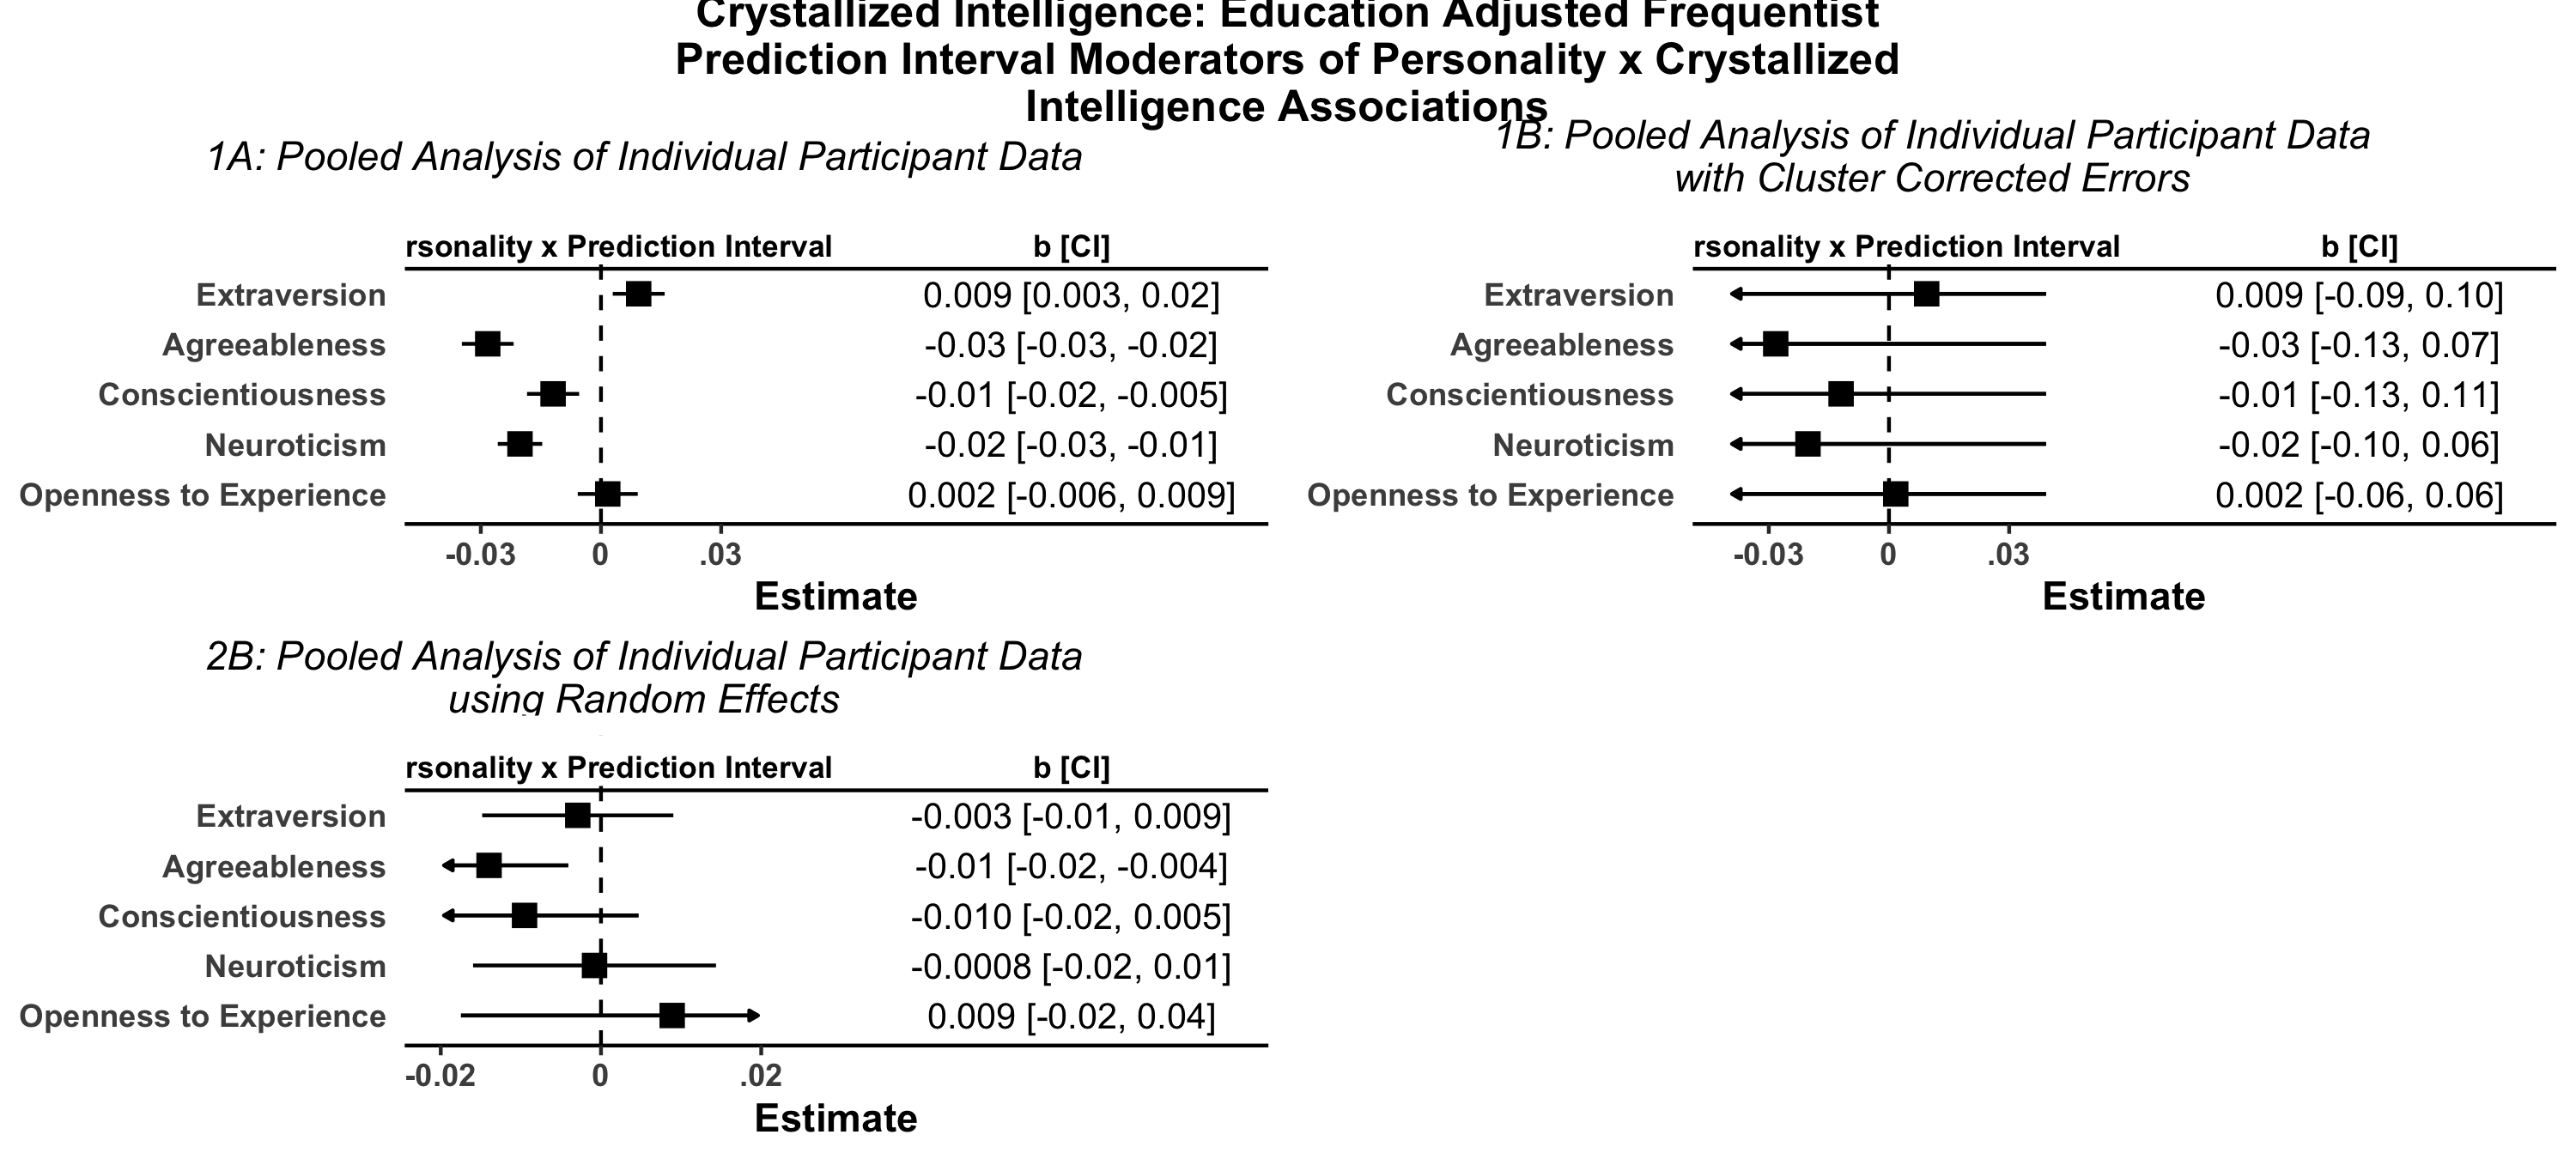 Crystallized Intelligence: Education Adjusted Frequentist
Prediction Interval Moderators of Personality x Crystallized
Intelligence Associations
1A: Pooled Analysis of Individual Participant Data
rsonality x Prediction Interval b [CI]
Extraversion 0.009 [0.003, 0.02]
Agreeableness -0.03 [-0.03, -0.02]
Conscientiousness -0.01 [-0.02, -0.005]
Neuroticism -0.02 [-0.03, -0.01]
Openness to Experience 0.002 [-0.006, 0.009]
-0.03 0 .03
Estimate
1B: Pooled Analysis of Individual Participant Data
with Cluster Corrected Errors
rsonality x Prediction Interval b [CI]
Extraversion 0.009 [-0.09, 0.10]
Agreeableness -0.03 [-0.13, 0.07]
Conscientiousness -0.01 [-0.13, 0.11]
Neuroticism -0.02 [-0.10, 0.06]
Openness to Experience 0.002 [-0.06, 0.06]
-0.03 0 .03
Estimate
2B: Pooled Analysis of Individual Participant Data
using Random Effects
rsonality x Prediction Interval b [CI]
Extraversion -0.003 [-0.01, 0.009]
Agreeableness -0.01 [-0.02, -0.004]
Conscientiousness -0.010 [-0.02, 0.005]
Neuroticism -0.0008 [-0.02, 0.01]
Openness to Experience 0.009 [-0.02, 0.04]
-0.02 0 .02
Estimate